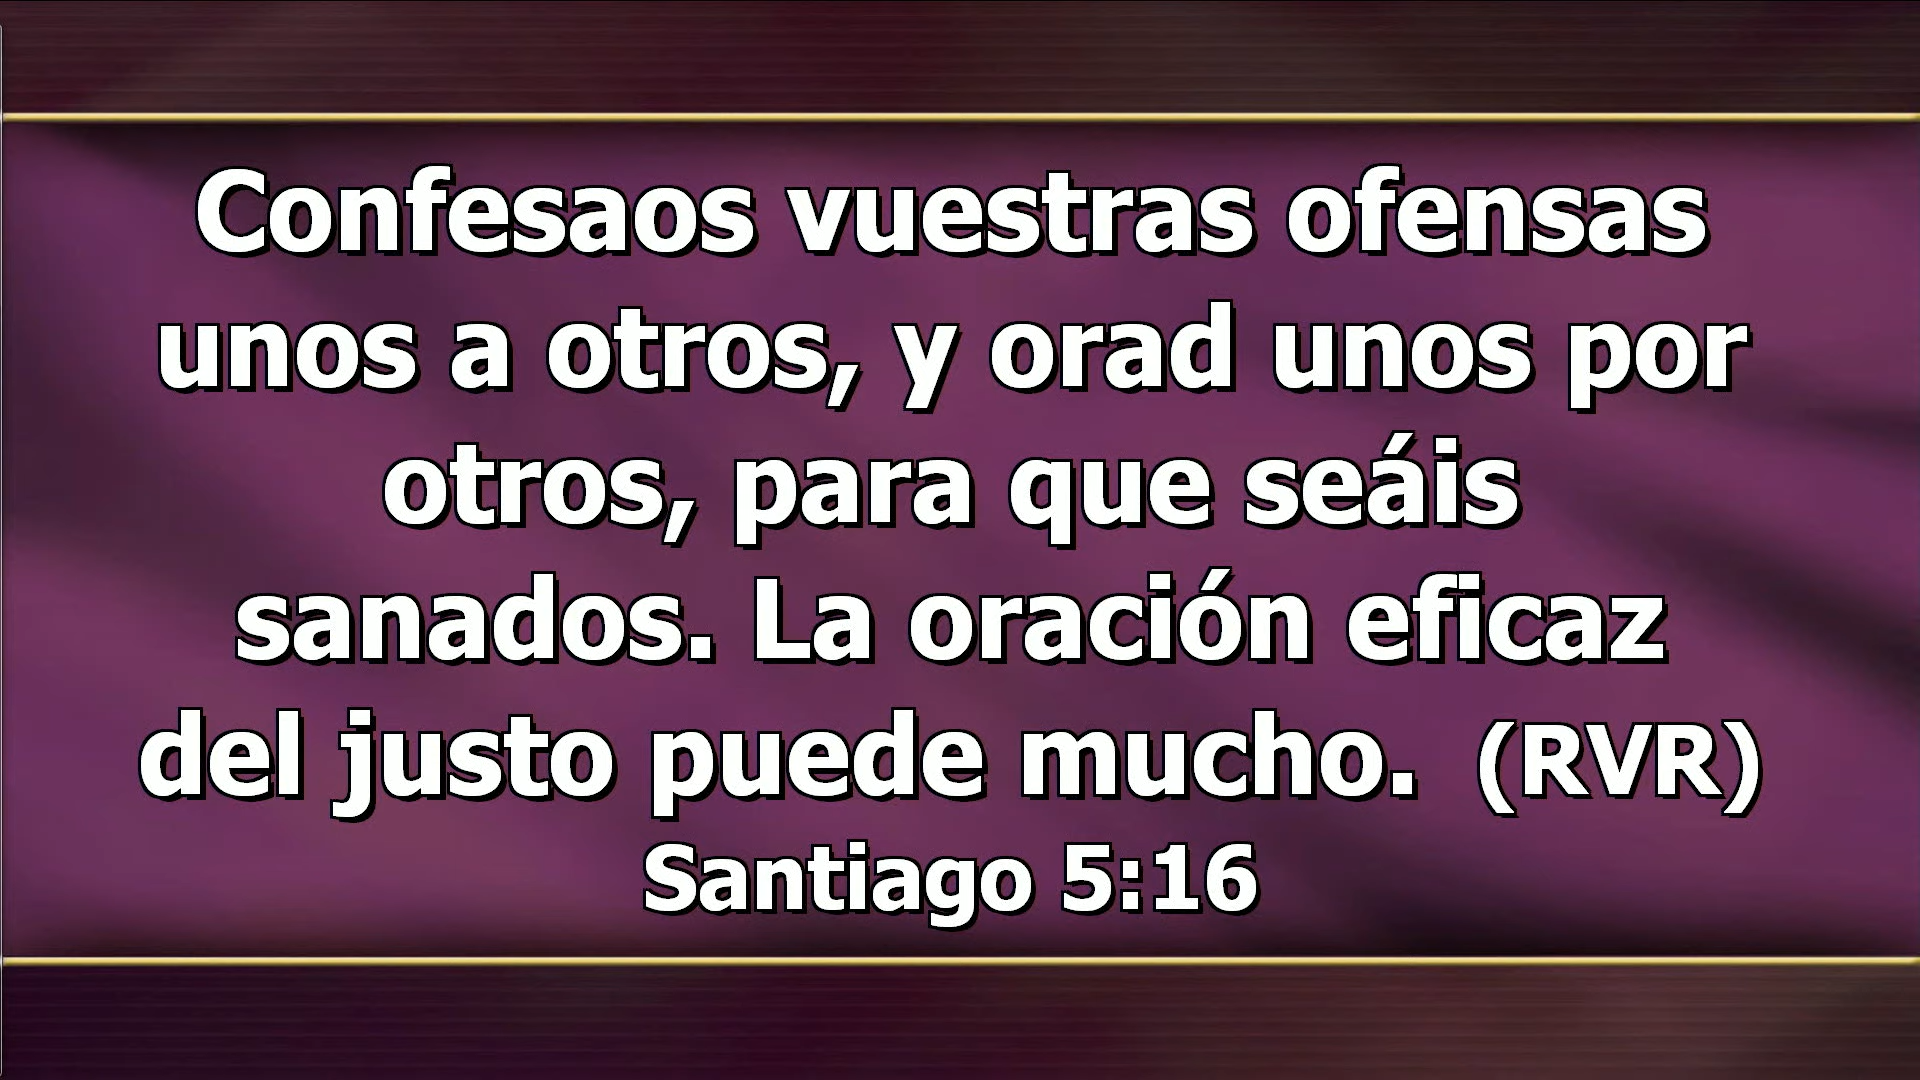 Confesaos vuestras ofensas
unos a otros, y orad unos por
otros, para que seáis
sanados. La oración eficaz
del justo puede mucho.  (RVR)
Santiago 5:16